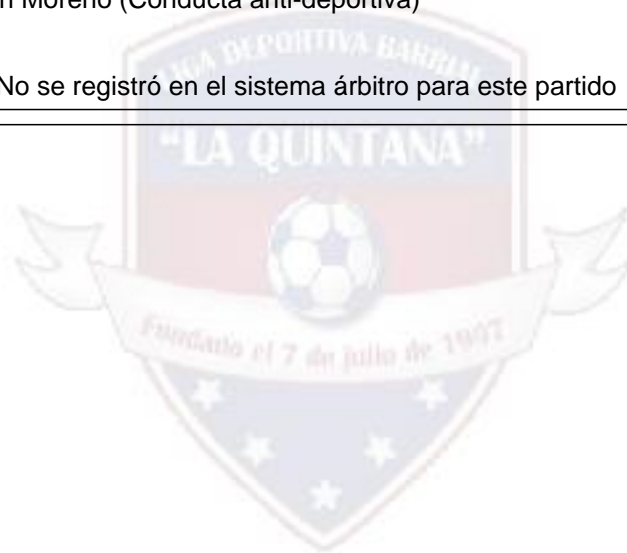 n Moreno (Conducta anti-deportiva)
LIGA DEPORTIVA BARRIAL
No se registró en el sistema árbitro para este partido
"LA QUINTANA"
Fundado el 7 de julio de 1997